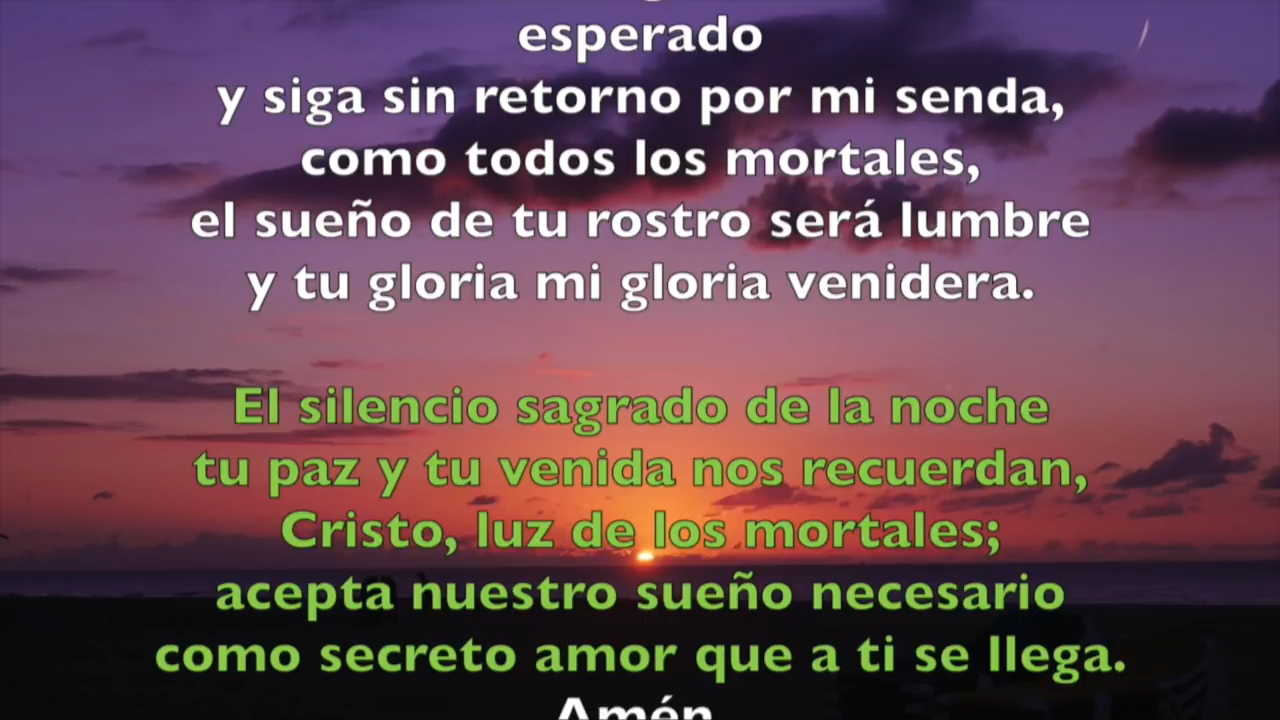 esperado
y siga sin retorno por mi senda,
como todos los mortales,
el sueño de tu rostro será lumbre
y tu gloria mi gloria venidera.
El silencio sagrado de la noche
tu paz y tu venida nos recuerdan,
Cristo, luz de los mortales;
acepta nuestro sueño necesario
como secreto amor que a ti se llega.
Amén